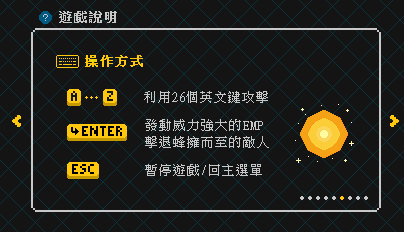 ? 遊戲說明
操作方式
A ... Z 利用26個英文鍵攻擊
ENTER 發動威力強大的EMP
擊退蜂擁而至的敵人
ESC 暫停遊戲/回主選單